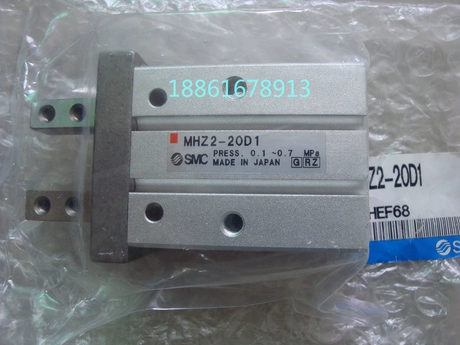 18861678913
MHZ2-20D1
SMC
PRESS. 0.1~0.7 MPa
MADE IN JAPAN GRZ
Z2-20D1
HEF68
S